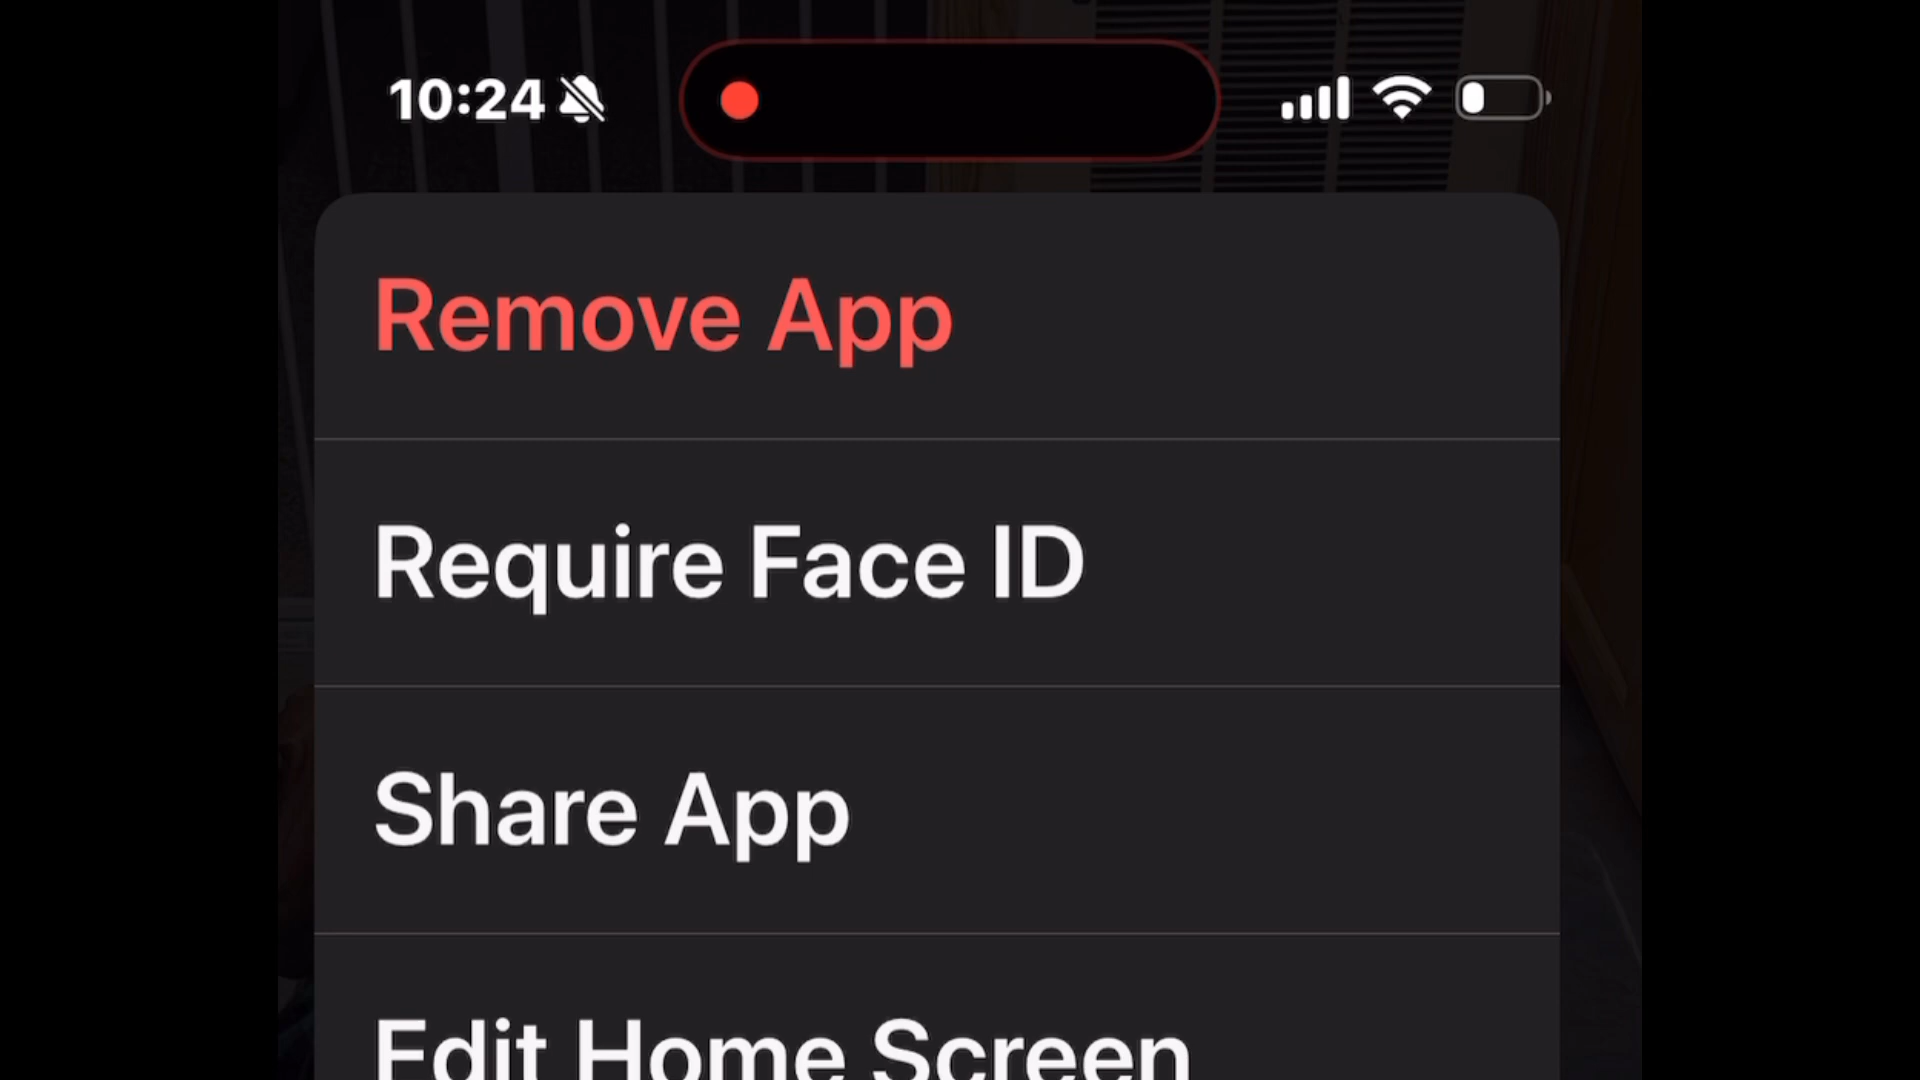 10:24
Remove App
Require Face ID
Share App
Edit Home Screen